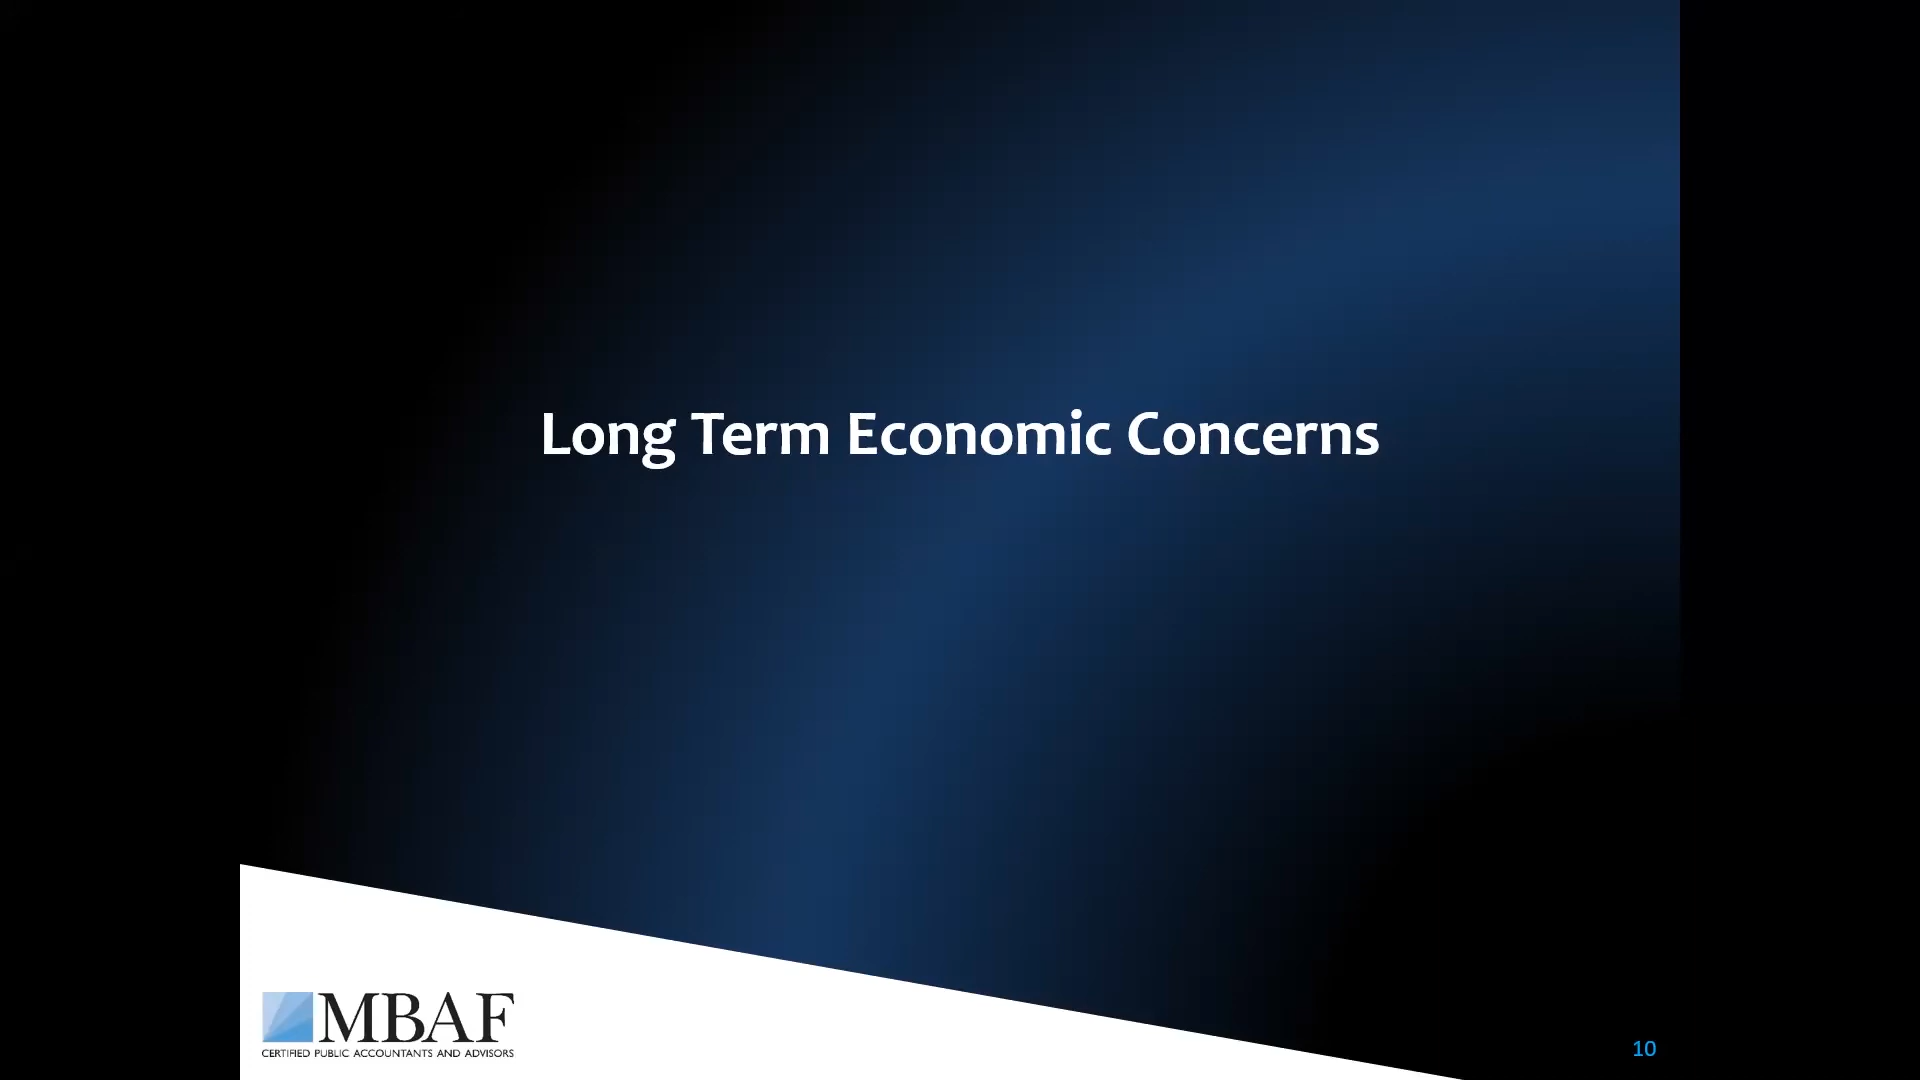 Long Term Economic Concerns
MBAF
CERTIFIED PUBLIC ACCOUNTANTS AND ADVISORS
10